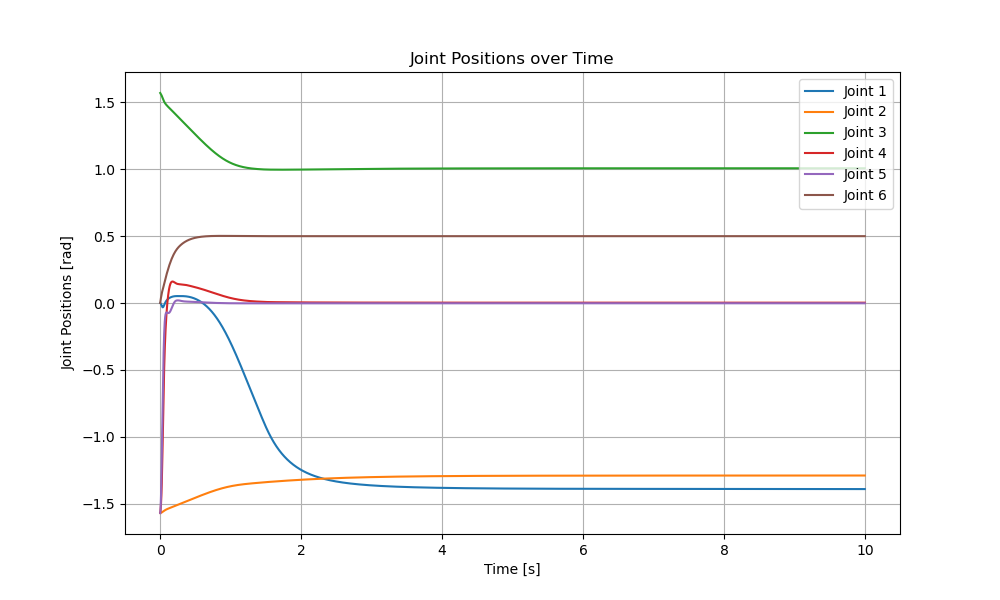 Joint Positions over Time
Joint Positions [rad]
1.5
1.0
0.5
0.0
−0.5
−1.0
−1.5
0
2
4
6
8
10
Time [s]
Joint 1
Joint 2
Joint 3
Joint 4
Joint 5
Joint 6